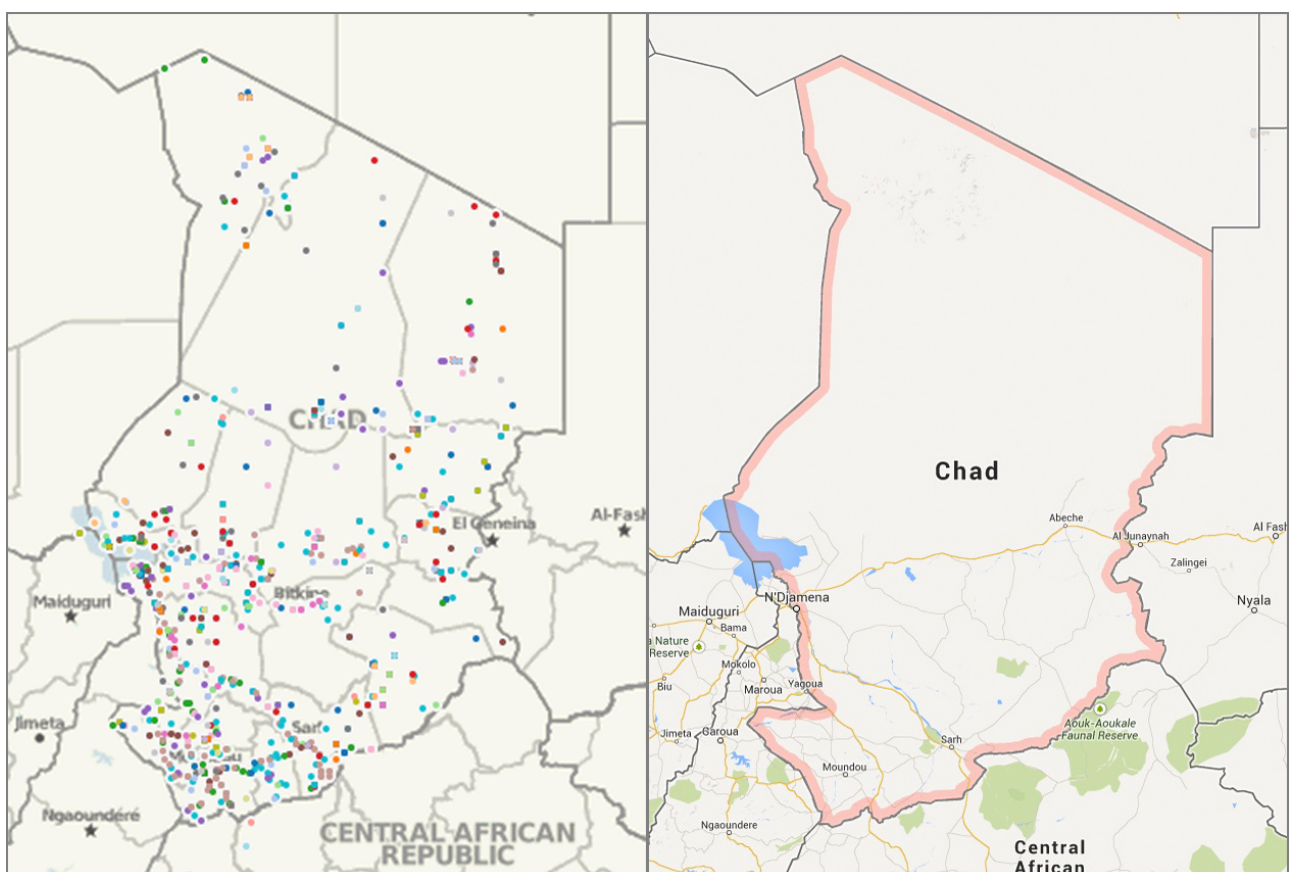 CHAD
El Geneina
Al-Fash
Maiduguri
Bitkine
Jimeta
Sarh
Ngaoundéré
CENTRAL AFRICAN
REPUBLIC
Chad
Abeche
Al Junaynah
Al Fash
Zalingei
Nyala
N'Djamena
Maiduguri
Bama
a Nature
Reserve
Mokolo
Biu
Maroua
Yagoua
Jimeta
Garoua
Sarh
Aouk-Aoukale
Faunal Reserve
Moundou
Ngaoundere
Central
African